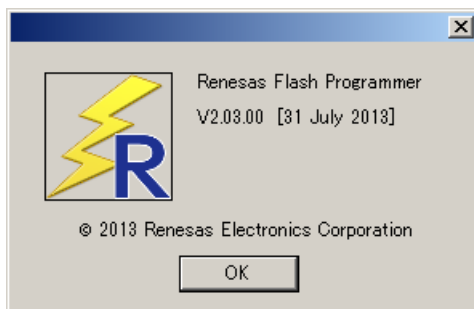 R
Renesas Flash Programmer
V2.03.00 [31 July 2013]
© 2013 Renesas Electronics Corporation
OK